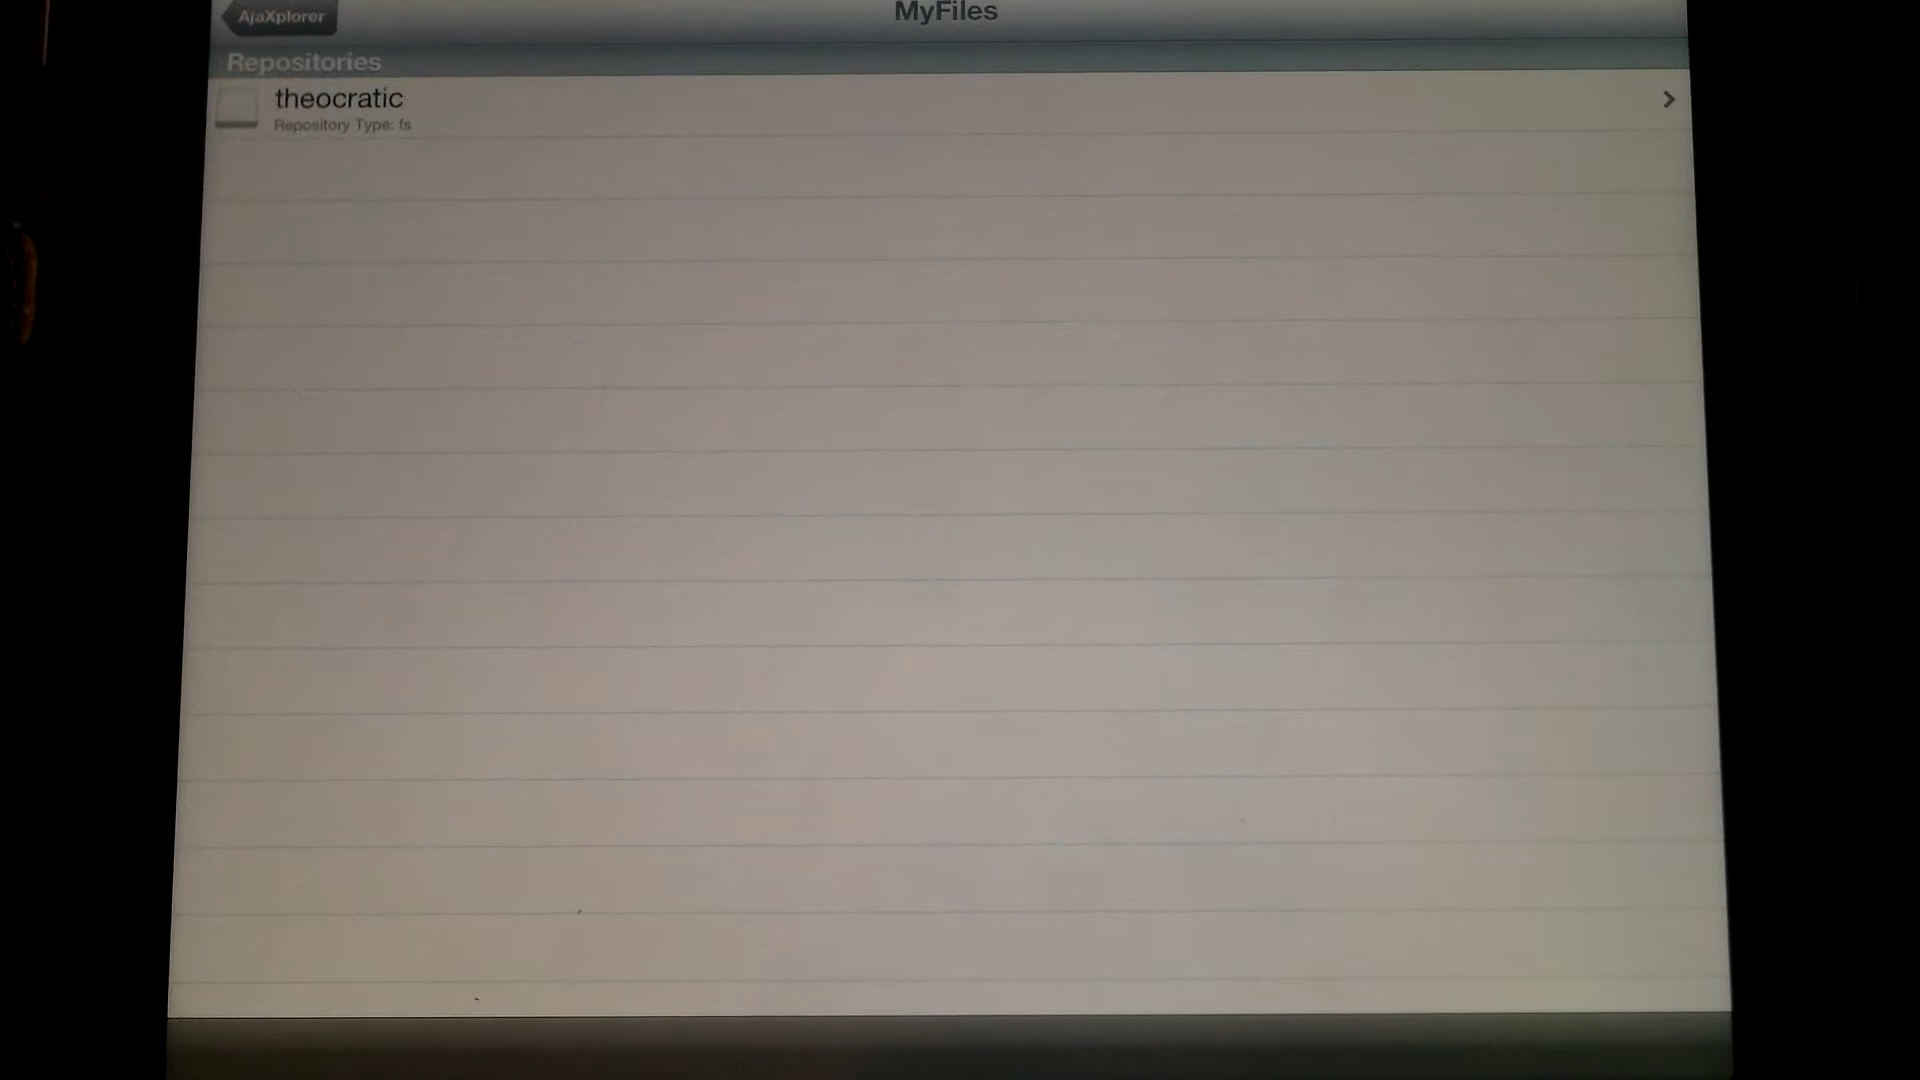 AjaXplorer
MyFiles
Repositories
theocratic
Repository Type: fs